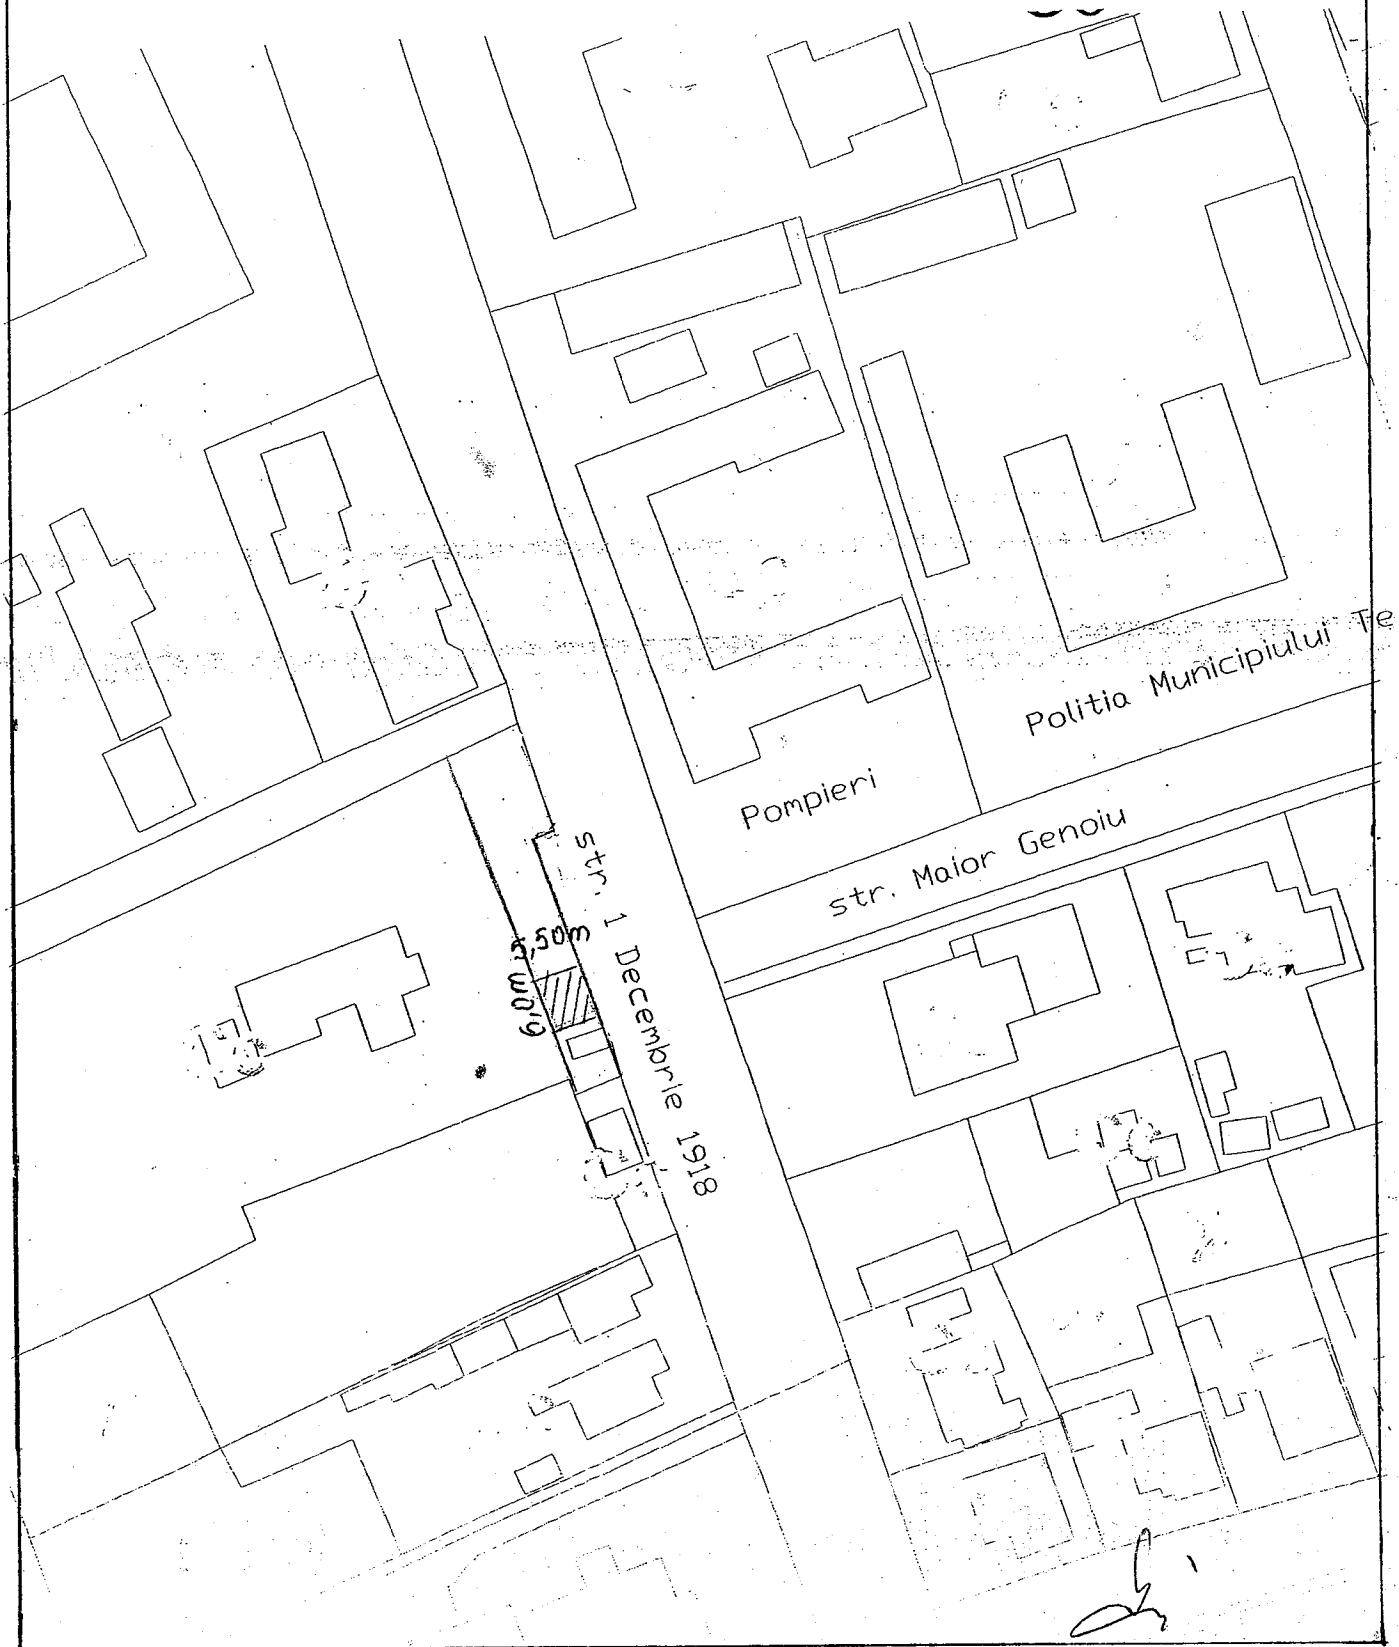 Politia Municipiului Te
Pompieri
str. Maior Genoiu
str. 1 Decembrie 1918
5,50m
6,0m